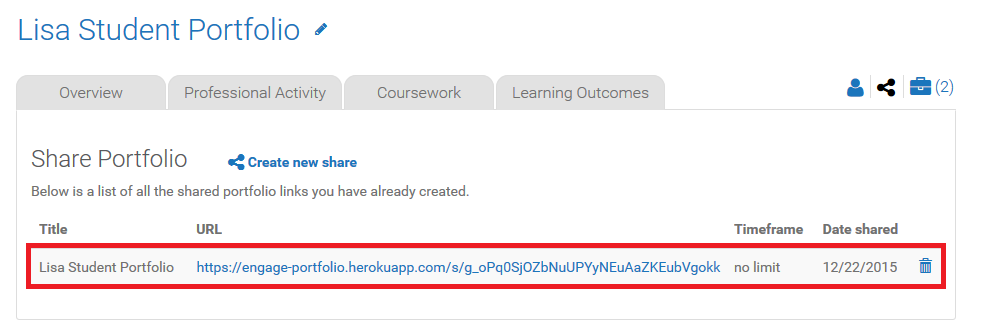 Lisa Student Portfolio
Overview Professional Activity Coursework Learning Outcomes (2)
Share Portfolio Create new share
Below is a list of all the shared portfolio links you have already created.
Title URL Timeframe Date shared
Lisa Student Portfolio https://engage-portfolio.herokuapp.com/s/g_oPq0SjOZbNuUPYyNEuAaZKEubVgokk no limit 12/22/2015